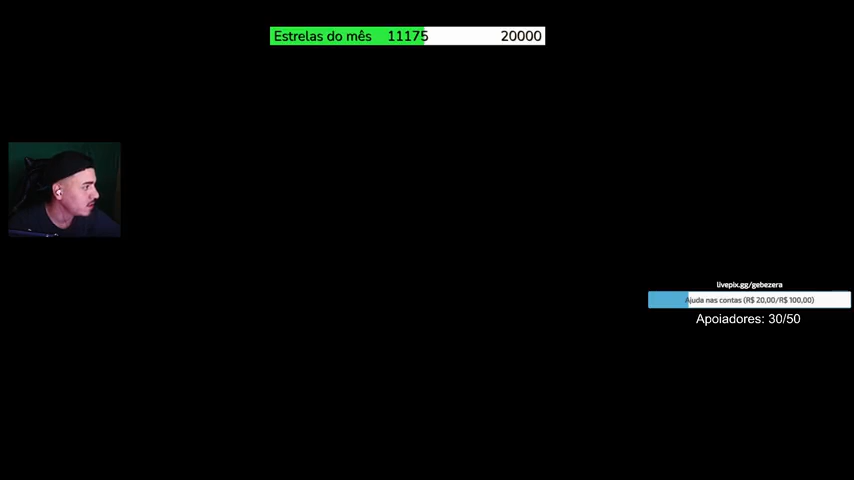 Estrelas do mês 11175 20000
livepix.gg/gebezera
Ajuda nas contas (R$ 20,00/R$ 100,00)
Apoiadores: 30/50